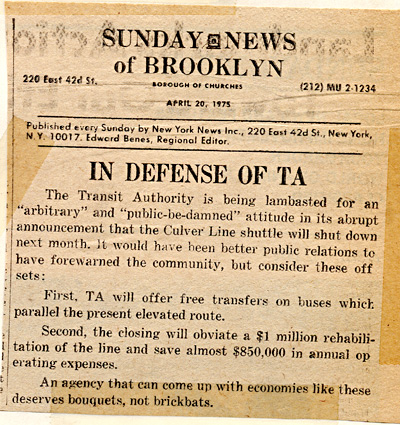 SUNDAY NEWS
of BROOKLYN
220 East 42d St.
BOROUGH OF CHURCHES
(212) MU 2-1234
APRIL 20, 1975
Published every Sunday by New York News Inc., 220 East 42d St., New York,
N.Y. 10017. Edward Benes, Regional Editor.
IN DEFENSE OF TA
The Transit Authority is being lambasted for an
"arbitrary" and "public-be-damned" attitude in its abrupt
announcement that the Culver Line shuttle will shut down
next month. It would have been better public relations to
have forewarned the community, but consider these off
sets:
First, TA will offer free transfers on buses which
parallel the present elevated route.
Second, the closing will obviate a $1 million rehabili-
tation of the line and save almost $850,000 in annual op
erating expenses.
An agency that can come up with economies like these
deserves bouquets, not brickbats.